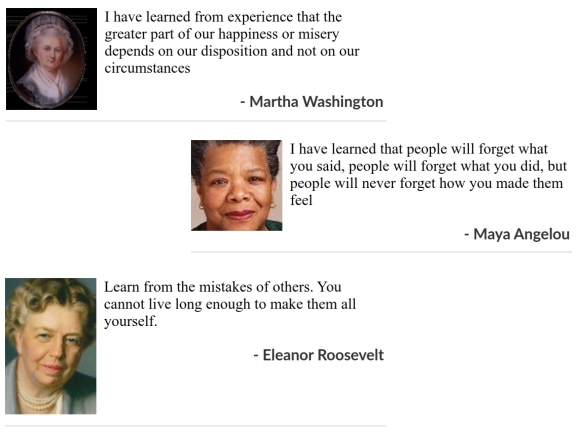 I have learned from experience that the
greater part of our happiness or misery
depends on our disposition and not on our
circumstances
- Martha Washington
I have learned that people will forget what
you said, people will forget what you did, but
people will never forget how you made them
feel
- Maya Angelou
Learn from the mistakes of others. You
cannot live long enough to make them all
yourself.
- Eleanor Roosevelt